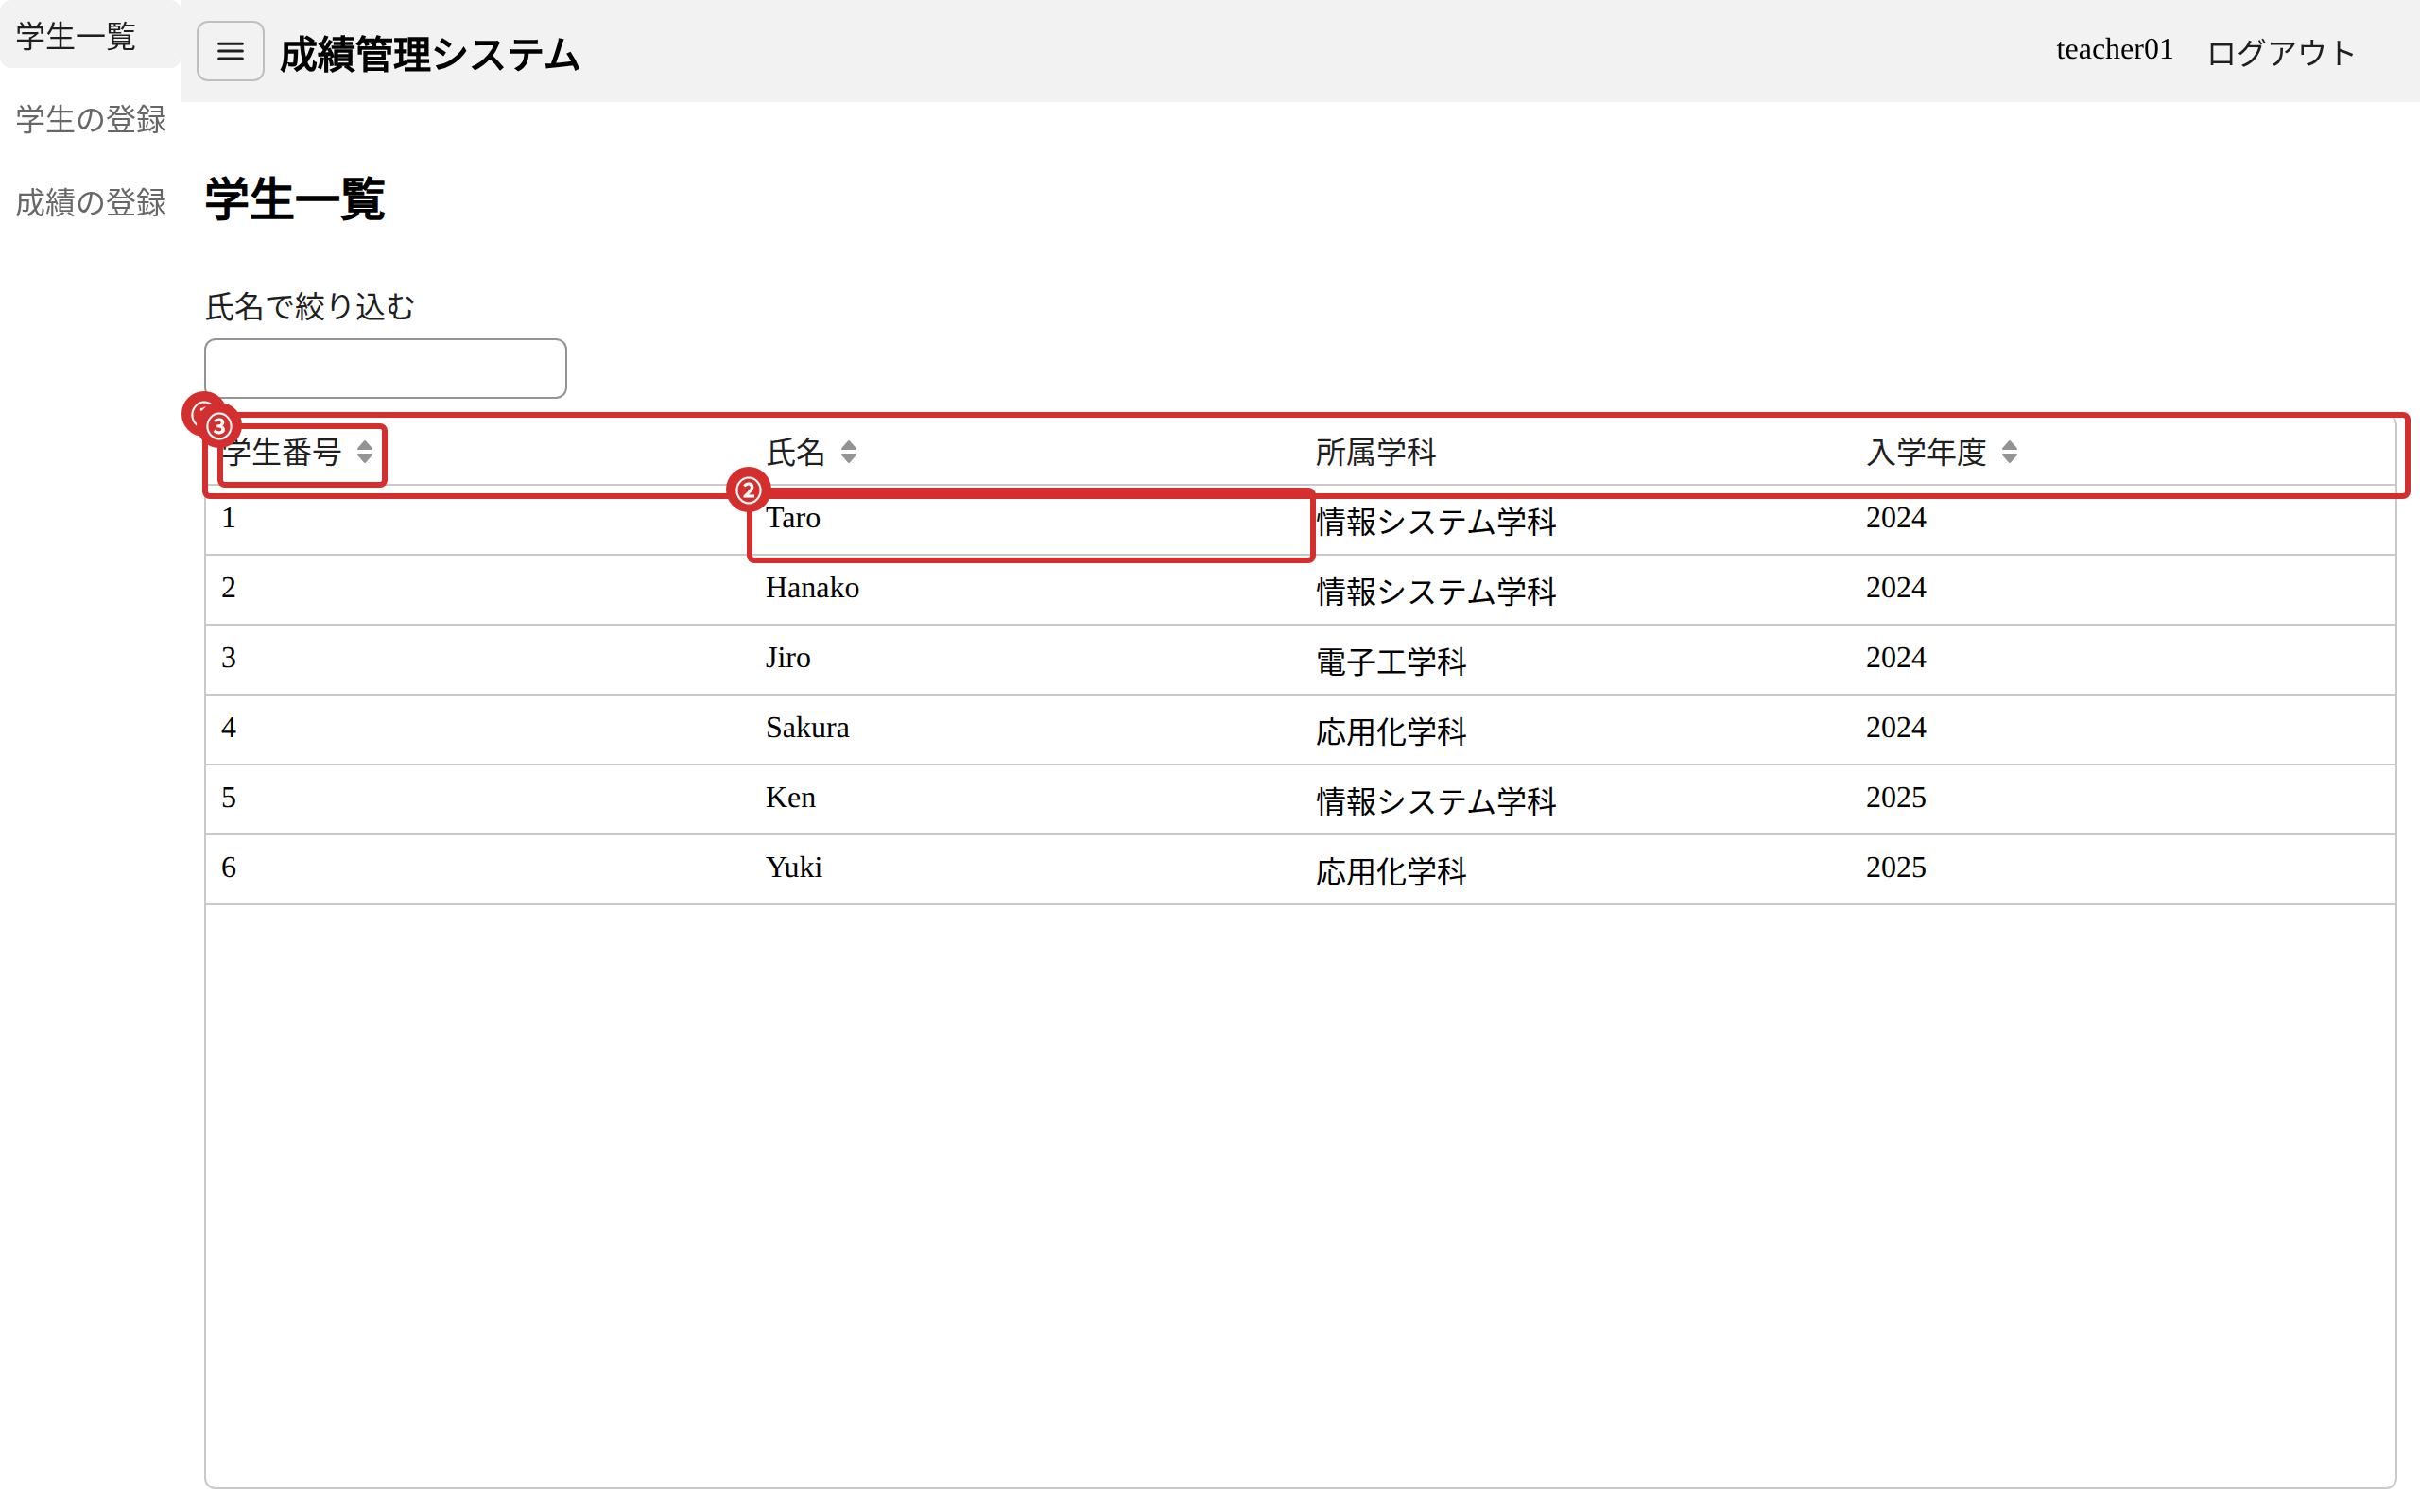 学生一覧
学生の登録
成績の登録
成績管理システム
teacher01 ログアウト
学生一覧
氏名で絞り込む
③
学生番号 氏名 所属学科 入学年度
②
1 Taro 情報システム学科 2024
2 Hanako 情報システム学科 2024
3 Jiro 電子工学科 2024
4 Sakura 応用化学科 2024
5 Ken 情報システム学科 2025
6 Yuki 応用化学科 2025